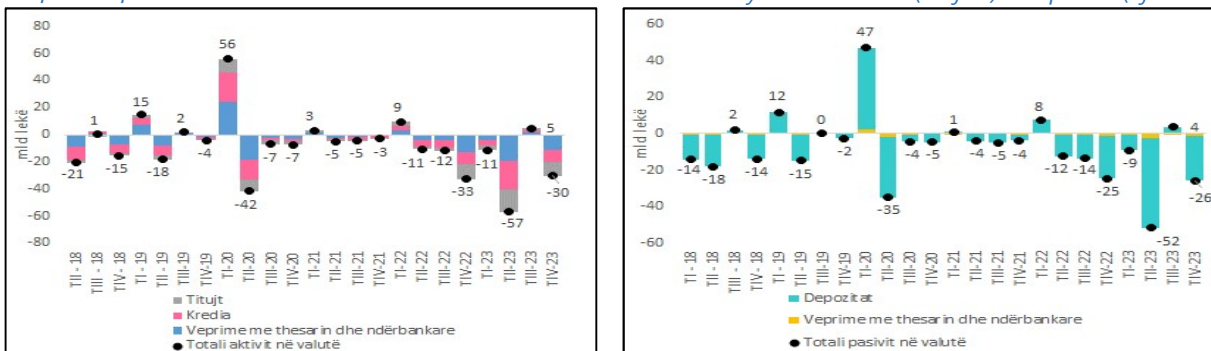 80
60
40
20
0
-20
-40
-60
-80
mld lekë
-21
1
-15
15
-18
2
-4
56
-42
-7
-7
3
-5
-5
-3
9
-11
-12
-33
-11
-57
5
-30
TII - 18
TIII - 18
TIV - 18
TI - 19
TII - 19
TIII-19
TIV-19
TI-20
TII-20
TIII-20
TIV-20
TI-21
TII-21
TIII-21
TIV-21
TI-22
TII-22
TIII-22
TIV-22
TI-23
TII-23
TIII-23
TIV-23
Titujt
Kredia
Veprime me thesarin dhe ndërbankare
Totali aktivit në valutë
60
40
20
0
-20
-40
-60
mld lekë
-14
-18
2
-14
12
-15
0
-2
47
-35
-4
-5
1
-4
-5
-4
8
-12
-14
-25
-9
-52
4
-26
TI - 18
TII - 18
TIII - 18
TIV - 18
TI - 19
TII - 19
TIII-19
TIV-19
TI-20
TII-20
TIII-20
TIV-20
TI-21
TII-21
TIII-21
TIV-21
TI-22
TII-22
TIII-22
TIV-22
TI-23
TII-23
TIII-23
TIV-23
Depozitat
Veprime me thesarin dhe ndërbankare
Totali pasivit në valutë